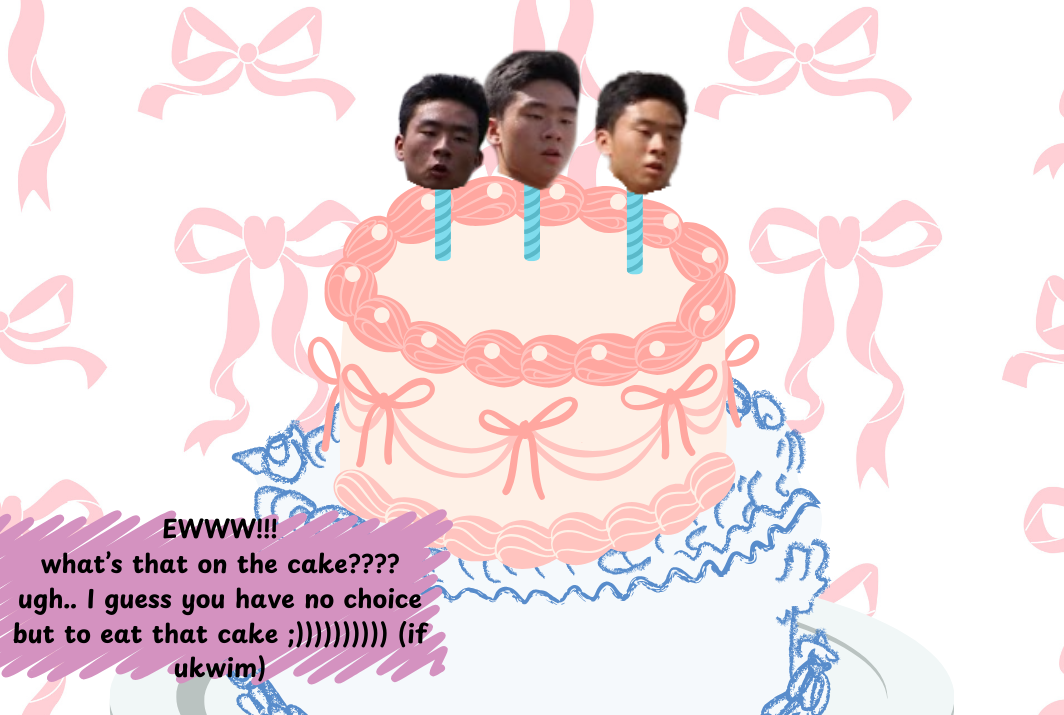 EWWW!!!
what's that on the cake????
ugh.. I guess you have no choice
but to eat that cake ;)))))))))) (if
ukwim)